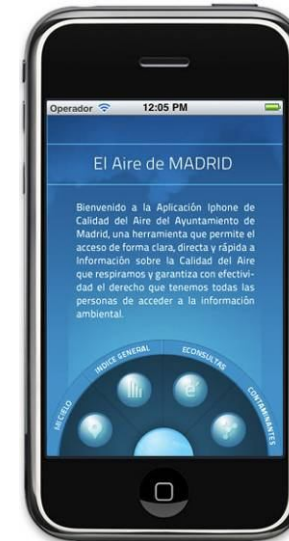 Operador 12:05 PM
El Aire de MADRID
Bienvenido a la Aplicación Iphone de
Calidad del Aire del Ayuntamiento de
Madrid, una herramienta que permite el
acceso de forma clara, directa y rápida a
Información sobre la Calidad del Aire
que respiramos y garantiza con efectivi-
dad el derecho que tenemos todas las
personas de acceder a la información
ambiental.
MI CIELO
INDICE GENERAL
ECONSULTAS
CONTAMINANTES